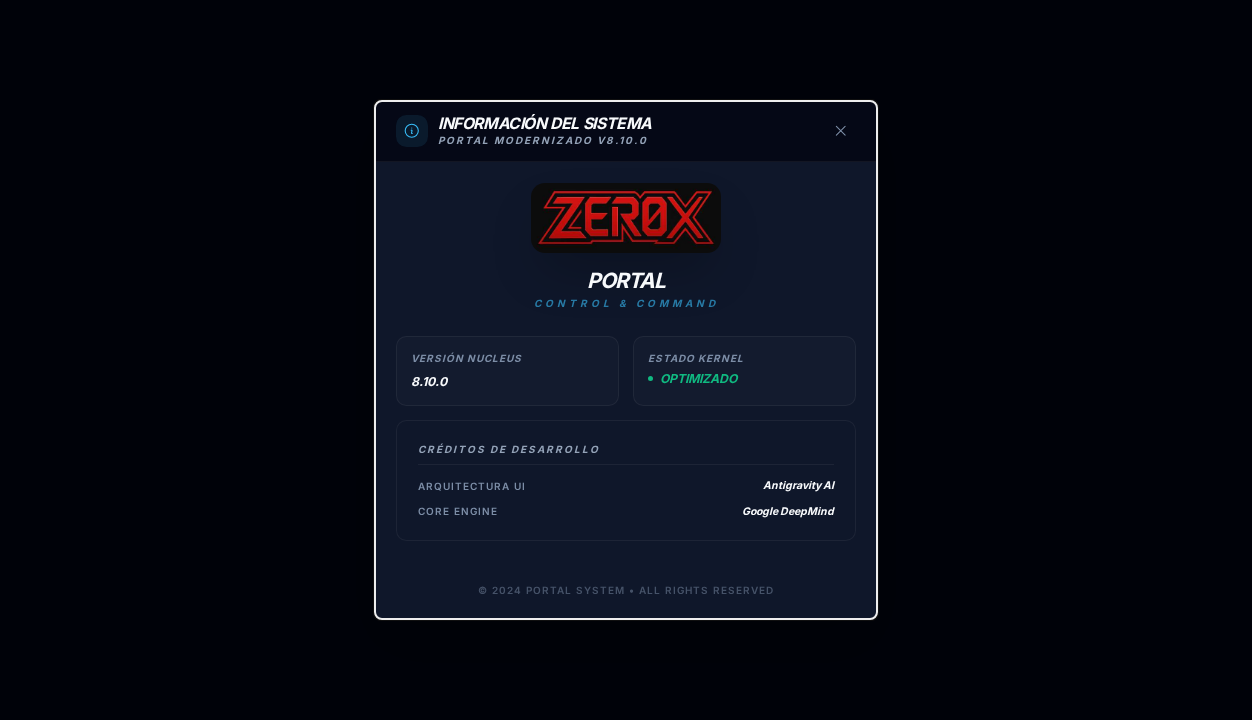 INFORMACIÓN DEL SISTEMA
PORTAL MODERNIZADO V8.10.0
ZER0X
PORTAL
CONTROL & COMMAND
VERSIÓN NUCLEUS
8.10.0
ESTADO KERNEL
OPTIMIZADO
CRÉDITOS DE DESARROLLO
ARQUITECTURA UI
Antigravity AI
CORE ENGINE
Google DeepMind
© 2024 PORTAL SYSTEM • ALL RIGHTS RESERVED